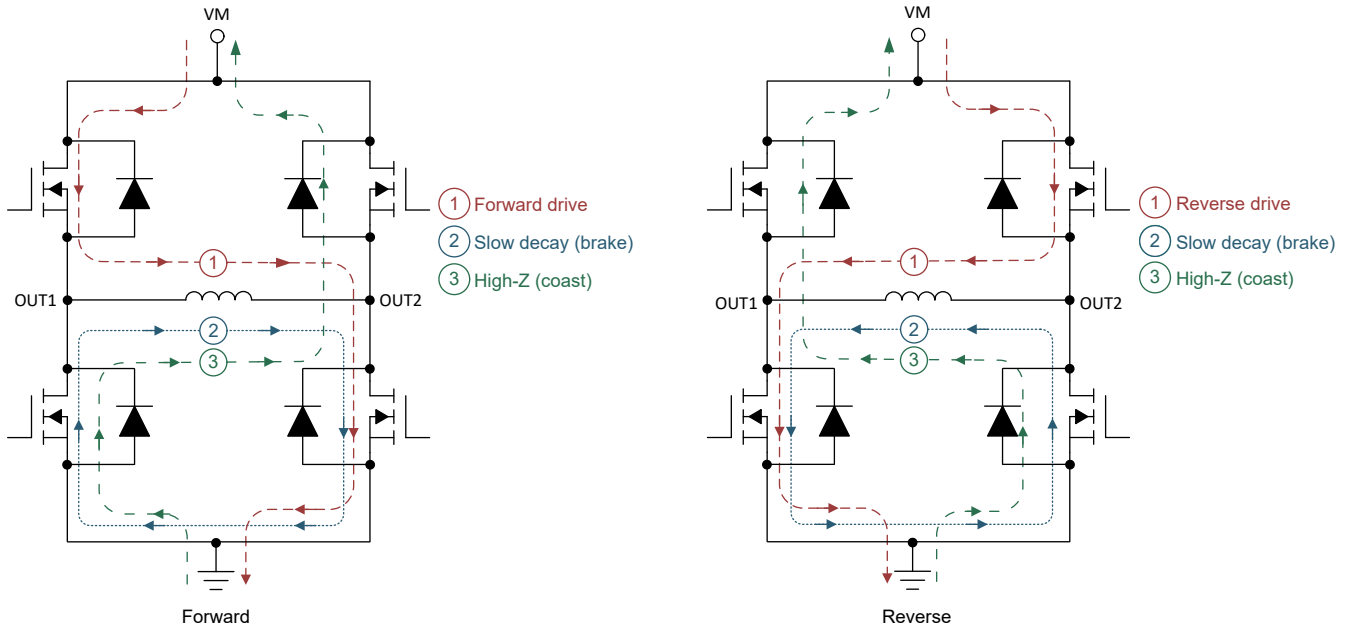 VM
1 Forward drive
2 Slow decay (brake)
3 High-Z (coast)
1
OUT1
OUT2
2
3
Forward
VM
1 Reverse drive
2 Slow decay (brake)
3 High-Z (coast)
1
OUT1
OUT2
2
3
Reverse